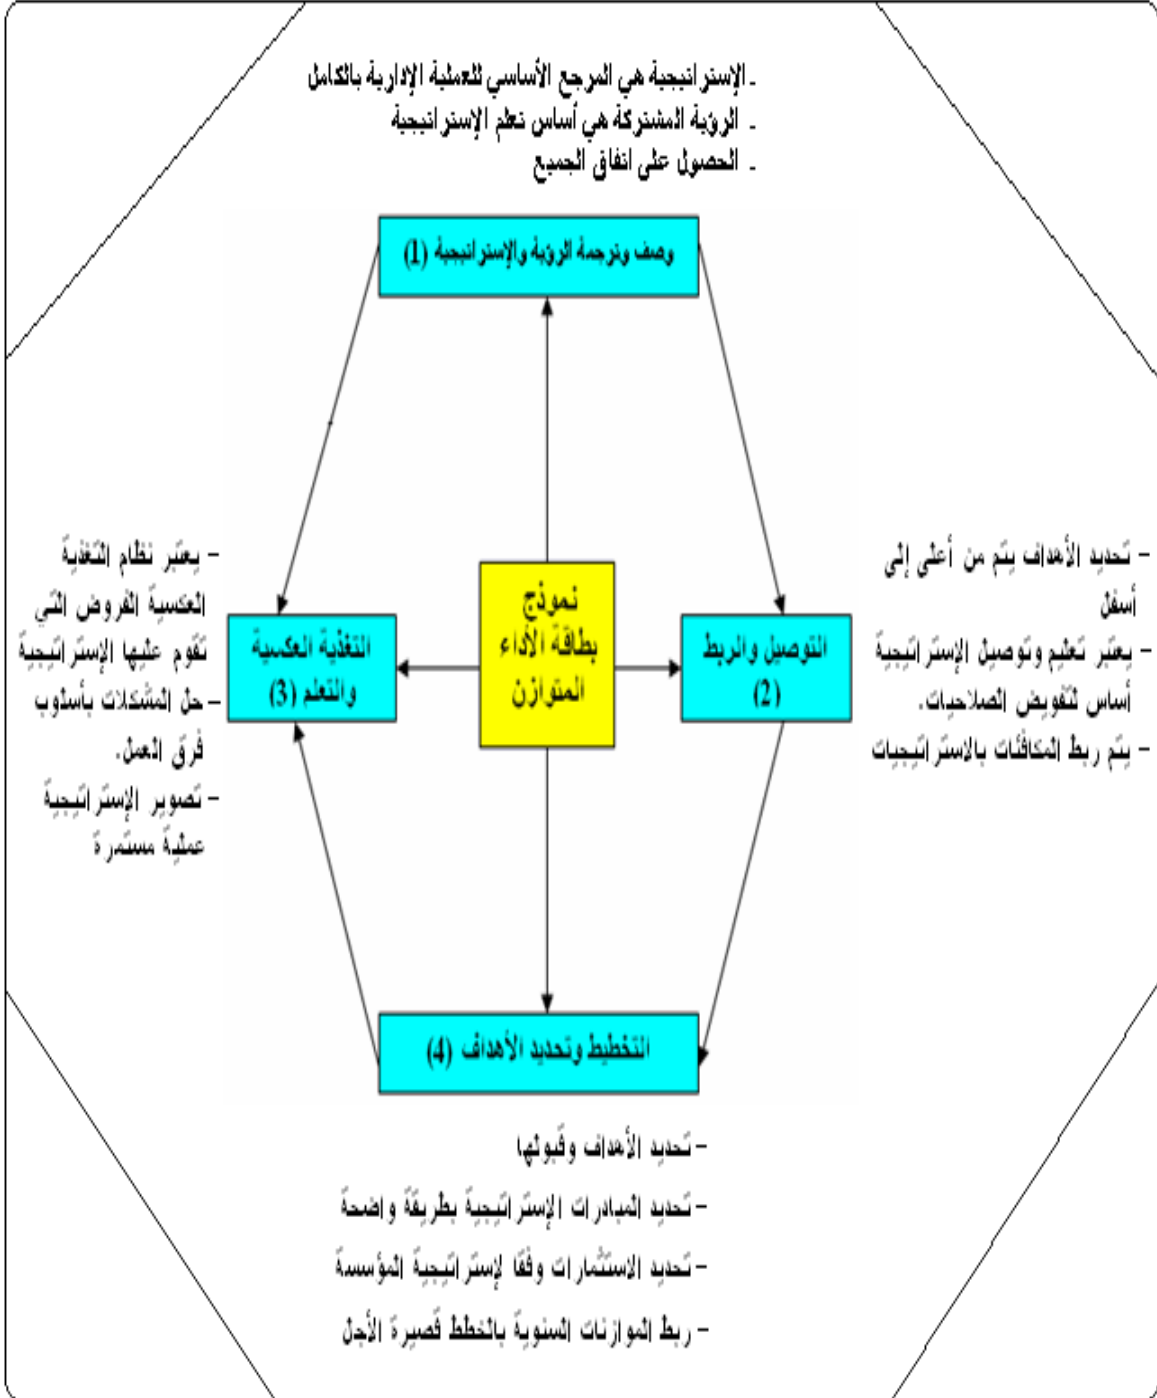 - الإستراتيجية هي المرجع الأساسي للعملية الإدارية بالكامل
- الرؤية المشتركة هي أساس تعلم الإستراتيجية
- الحصول على اتفاق الجميع
وصف وترجمة الرؤية والإستراتيجية (1)
- تحديد الأهداف يتم من أعلى إلى
أسفل
- يعتبر تعليم وتوصيل الإستراتيجية
أساس لتفويض الصلاحيات.
- يتم ربط المكافئات بالاستراتيجيات
التوصيل والربط
(2)
نموذج
بطاقة الأداء
المتوازن
التغذية العكسية
والتعلم (3)
- يعتبر نظام التغذية
العكسية الفروض التي
تقوم عليها الإستراتيجية
- حل المشكلات بأسلوب
فرق العمل.
- تصوير الإستراتيجية
عملية مستمرة
التخطيط وتحديد الأهداف (4)
- تحديد الأهداف وقبولها
- تحديد المبادرات الإستراتيجية بطريقة واضحة
- تحديد الاستثمارات وفقا لإستراتيجية المؤسسة
- ربط الموازنات السنوية بالخطط قصيرة الأجل